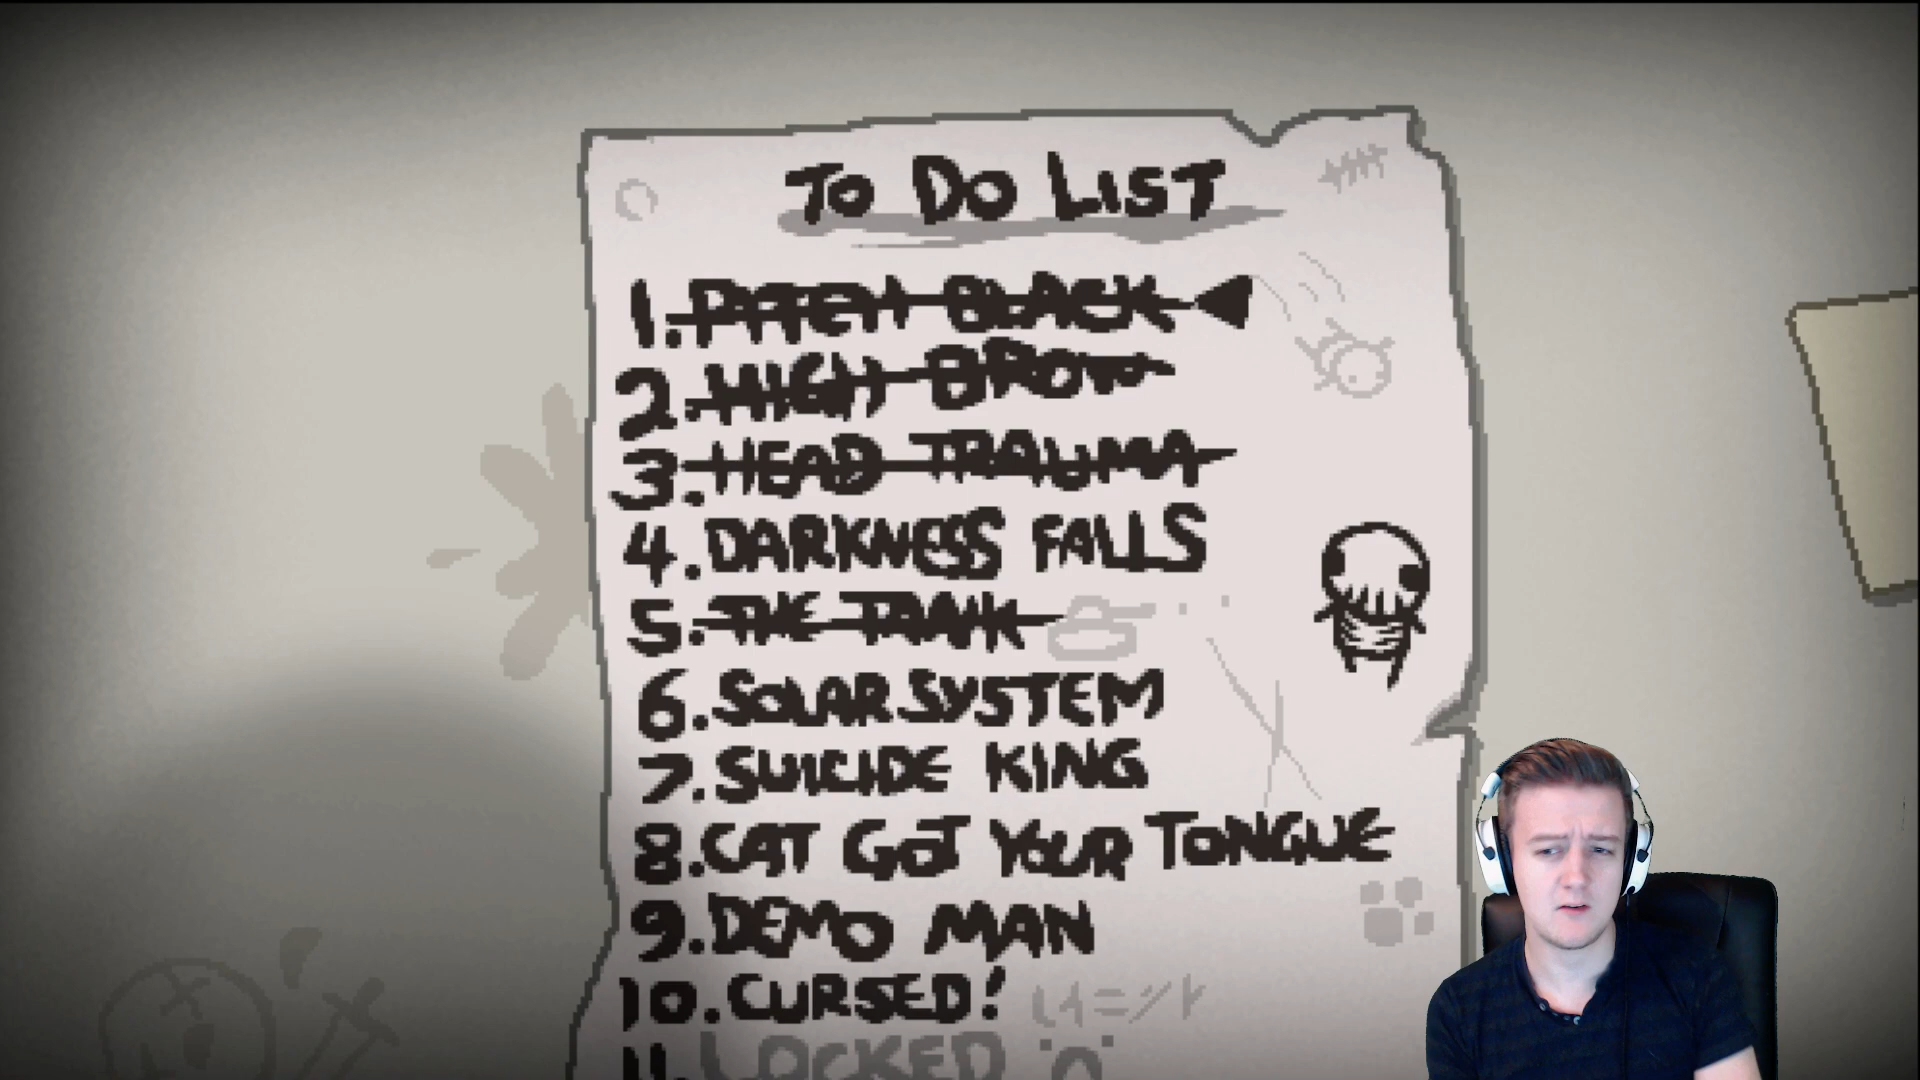 TO DO LIST
1. PITCH BLACK
2. HIGH BROW
3. HEAD TRAUMA
4. DARKNESS FALLS
5. THE TANK
6. SOLAR SYSTEM
7. SUICIDE KING
8. CAT GOT YOUR TONGUE
9. DEMO MAN
10. CURSED!
11. LOCKED